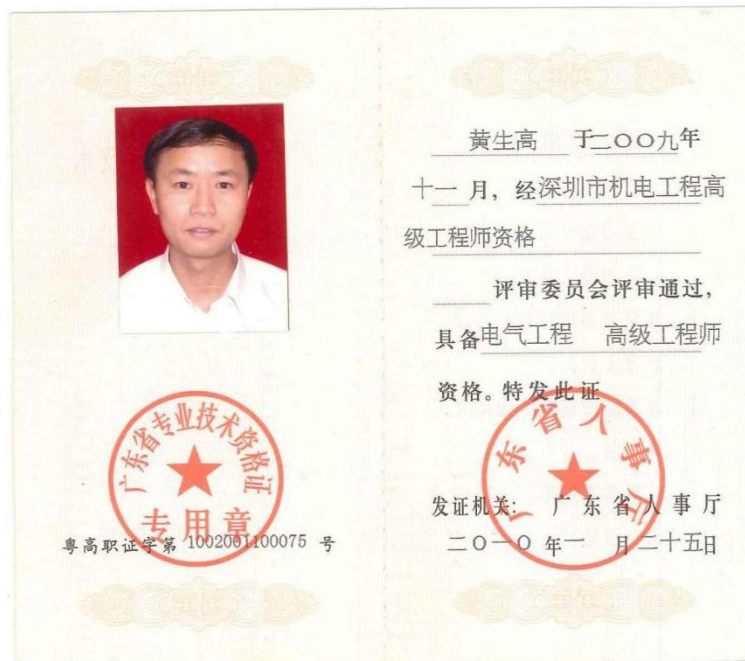 广东省专业技术资格证
专用章
粤高职证字第 1002001100075 号
黄生高 于二〇〇九年
十一月，经深圳市机电工程高
级工程师资格
评审委员会评审通过，
具备电气工程 高级工程师
资格。特发此证
广东省人事厅
发证机关： 广东省人事厅
二〇一〇年一月二十五日